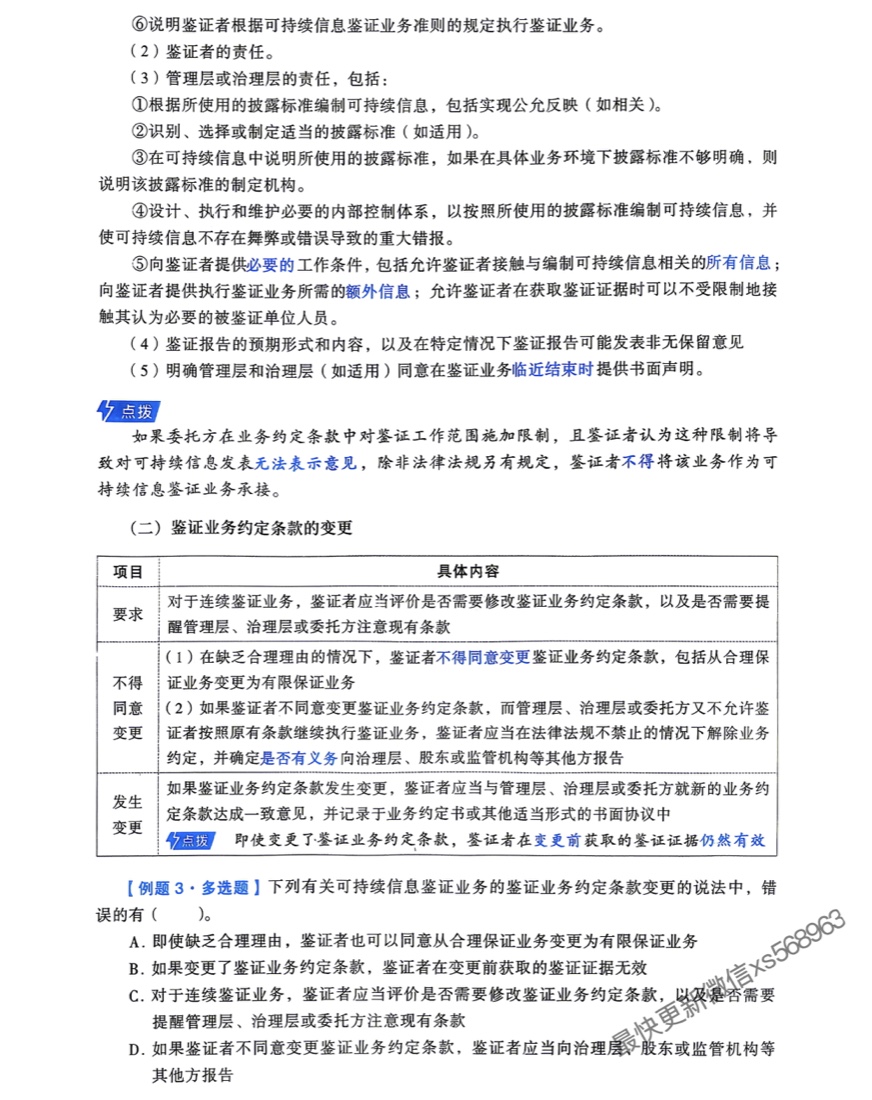 ⑥说明鉴证者根据可持续信息鉴证业务准则的规定执行鉴证业务。
（2）鉴证者的责任。
（3）管理层或治理层的责任，包括：
①根据所使用的披露标准编制可持续信息，包括实现公允反映（如相关）。
②识别、选择或制定适当的披露标准（如适用）。
③在可持续信息中说明所使用的披露标准，如果在具体业务环境下披露标准不够明确，则
说明该披露标准的制定机构。
④设计、执行和维护必要的内部控制体系，以按照所使用的披露标准编制可持续信息，并
使可持续信息不存在舞弊或错误导致的重大错报。
⑤向鉴证者提供必要的工作条件，包括允许鉴证者接触与编制可持续信息相关的所有信息；
向鉴证者提供执行鉴证业务所需的额外信息；允许鉴证者在获取鉴证证据时可以不受限制地接
触其认为必要的被鉴证单位人员。
（4）鉴证报告的预期形式和内容，以及在特定情况下鉴证报告可能发表非无保留意见
（5）明确管理层和治理层（如适用）同意在鉴证业务临近结束时提供书面声明。
点拨
如果委托方在业务约定条款中对鉴证工作范围施加限制，且鉴证者认为这种限制将导
致对可持续信息发表无法表示意见，除非法律法规另有规定，鉴证者不得将该业务作为可
持续信息鉴证业务承接。
（二）鉴证业务约定条款的变更
项目 具体内容
要求
对于连续鉴证业务，鉴证者应当评价是否需要修改鉴证业务约定条款，以及是否需要提
醒管理层、治理层或委托方注意现有条款
不得
同意
变更
（1）在缺乏合理理由的情况下，鉴证者不得同意变更鉴证业务约定条款，包括从合理保
证业务变更为有限保证业务
（2）如果鉴证者不同意变更鉴证业务约定条款，而管理层、治理层或委托方又不允许鉴
证者按照原有条款继续执行鉴证业务，鉴证者应当在法律法规不禁止的情况下解除业务
约定，并确定是否有义务向治理层、股东或监管机构等其他方报告
发生
变更
如果鉴证业务约定条款发生变更，鉴证者应当与管理层、治理层或委托方就新的业务约
定条款达成一致意见，并记录于业务约定书或其他适当形式的书面协议中
点拨 即使变更了鉴证业务约定条款，鉴证者在变更前获取的鉴证证据仍然有效
【例题3·多选题】下列有关可持续信息鉴证业务的鉴证业务约定条款变更的说法中，错
误的有（ ）。
A. 即使缺乏合理理由，鉴证者也可以同意从合理保证业务变更为有限保证业务
B. 如果变更了鉴证业务约定条款，鉴证者在变更前获取的鉴证证据无效
C. 对于连续鉴证业务，鉴证者应当评价是否需要修改鉴证业务约定条款，以及是否需要
提醒管理层、治理层或委托方注意现有条款
D. 如果鉴证者不同意变更鉴证业务约定条款，鉴证者应当向治理层、股东或监管机构等
其他方报告
最快更新微信xs568963